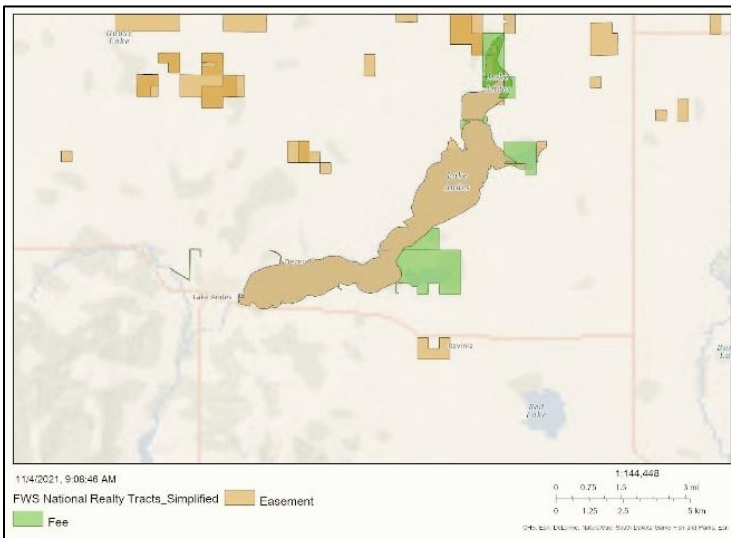 Goose
Lake
Lake
Andes
Lake
Andes
Lake Andes
Ravinia
Red
Lake
11/4/2021, 9:08:46 AM
1:144,448
FWS National Realty Tracts_Simplified
Easement
Fee
0 0.75 1.5 3 mi
0 1.25 2.5 5 km